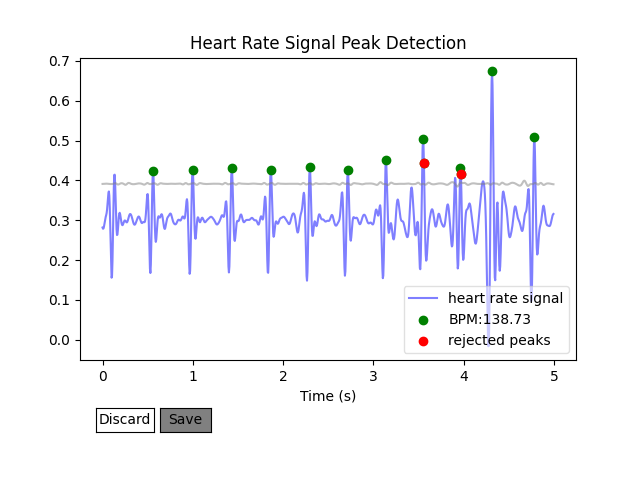 Heart Rate Signal Peak Detection
0.7
0.6
0.5
0.4
0.3
0.2
0.1
0.0
heart rate signal
BPM:138.73
rejected peaks
0 1 2 3 4 5
Time (s)
Discard Save